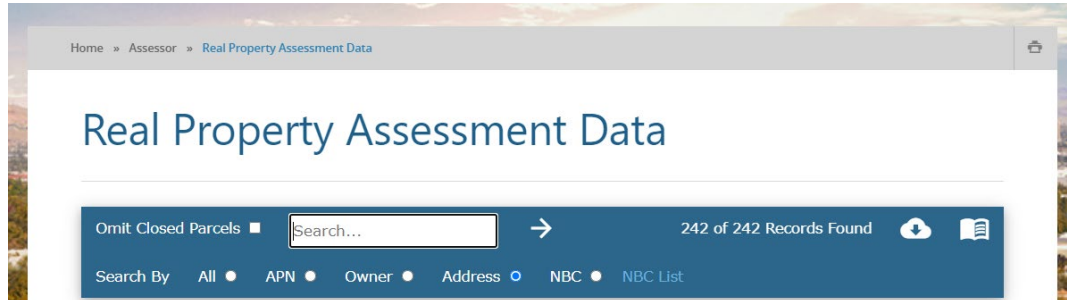 Home » Assessor » Real Property Assessment Data
Real Property Assessment Data
Omit Closed Parcels Search... 242 of 242 Records Found
Search By All APN Owner Address NBC NBC List